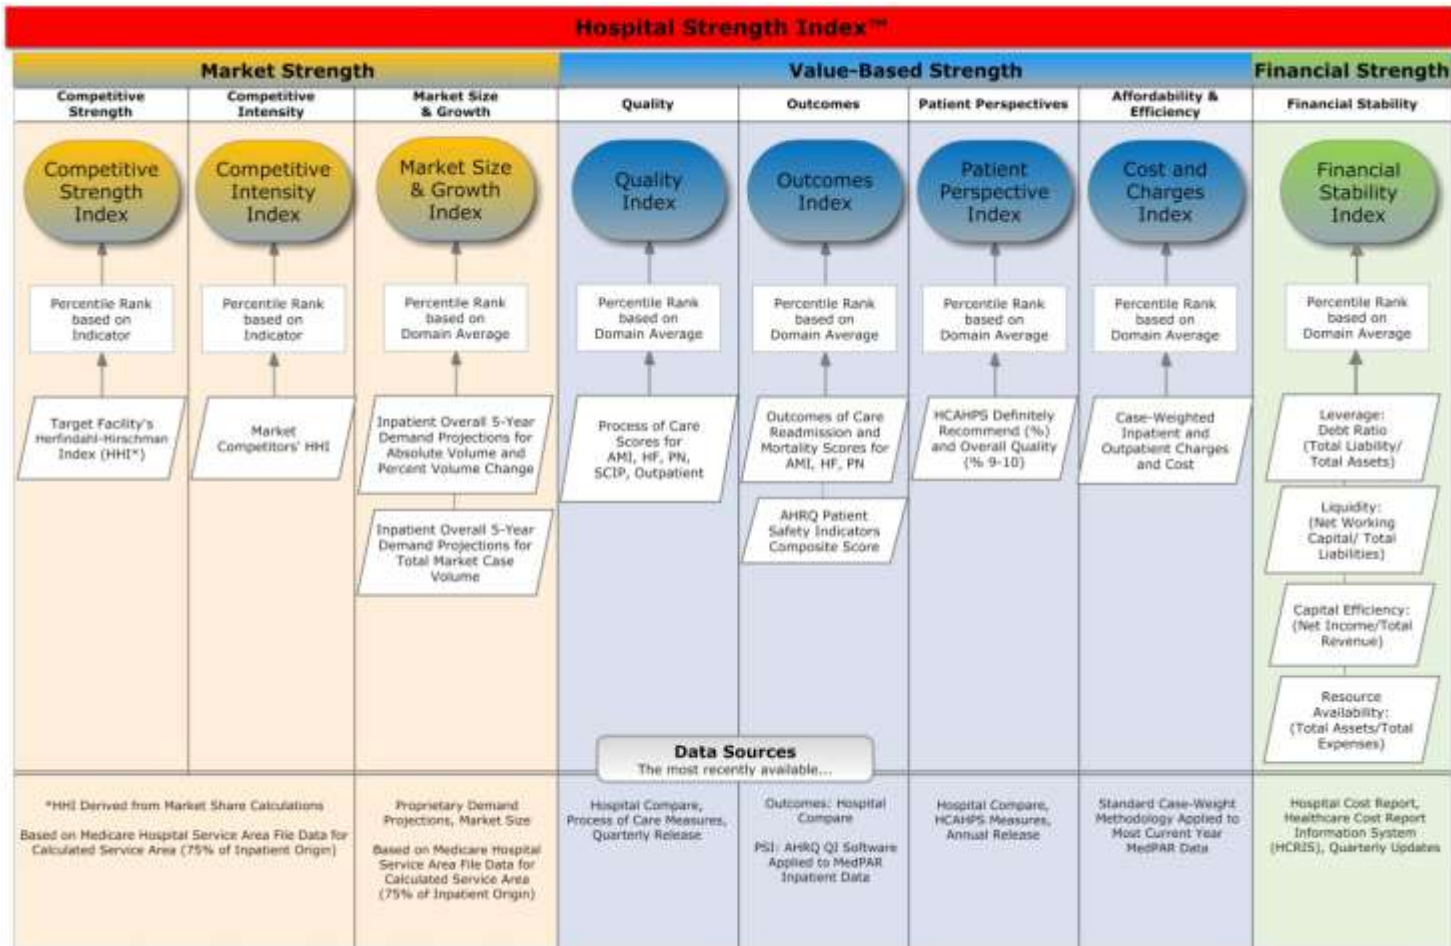 Hospital Strength Index™
Market Strength
Value-Based Strength
Financial Strength
Competitive
Strength
Competitive
Intensity
Market Size
& Growth
Quality
Outcomes
Patient Perspectives
Affordability &
Efficiency
Financial Stability
Competitive
Strength
Index
Competitive
Intensity
Index
Market Size
& Growth
Index
Quality
Index
Outcomes
Index
Patient
Perspective
Index
Cost and
Charges
Index
Financial
Stability
Index
Percentile Rank
based on
Indicator
Percentile Rank
based on
Indicator
Percentile Rank
based on
Domain Average
Percentile Rank
based on
Domain Average
Percentile Rank
based on
Domain Average
Percentile Rank
based on
Domain Average
Percentile Rank
based on
Domain Average
Percentile Rank
based on
Domain Average
Target Facility's
Herfindahl-Hirschman
Index (HHI*)
Market
Competitors' HHI
Inpatient Overall 5-Year
Demand Projections for
Absolute Volume and
Percent Volume Change
Inpatient Overall 5-Year
Demand Projections for
Total Market Case
Volume
Process of Care
Scores for
AMI, HF, PN,
SCIP, Outpatient
Outcomes of Care
Readmission and
Mortality Scores for
AMI, HF, PN
AHRQ Patient
Safety Indicators
Composite Score
HCAHPS Definitely
Recommend (%)
and Overall Quality
(% 9-10)
Case-Weighted
Inpatient and
Outpatient Charges
and Cost
Leverage:
Debt Ratio
(Total Liability/
Total Assets)
Liquidity:
(Net Working
Capital/ Total
Liabilities)
Capital Efficiency:
(Net Income/Total
Revenue)
Resource
Availability:
(Total Assets/Total
Expenses)
Data Sources
The most recently available...
*HHI Derived from Market Share Calculations
Based on Medicare Hospital Service Area File Data for
Calculated Service Area (75% of Inpatient Origin)
Proprietary Demand
Projections, Market Size
Based on Medicare Hospital
Service Area File Data for
Calculated Service Area
(75% of Inpatient Origin)
Hospital Compare,
Process of Care Measures,
Quarterly Release
Outcomes: Hospital
Compare
PSI: AHRQ QI Software
Applied to MedPAR
Inpatient Data
Hospital Compare,
HCAHPS Measures,
Annual Release
Standard Case-Weight
Methodology Applied to
Most Current Year
MedPAR Data
Hospital Cost Report,
Healthcare Cost Report
Information System
(HCRIS), Quarterly Updates